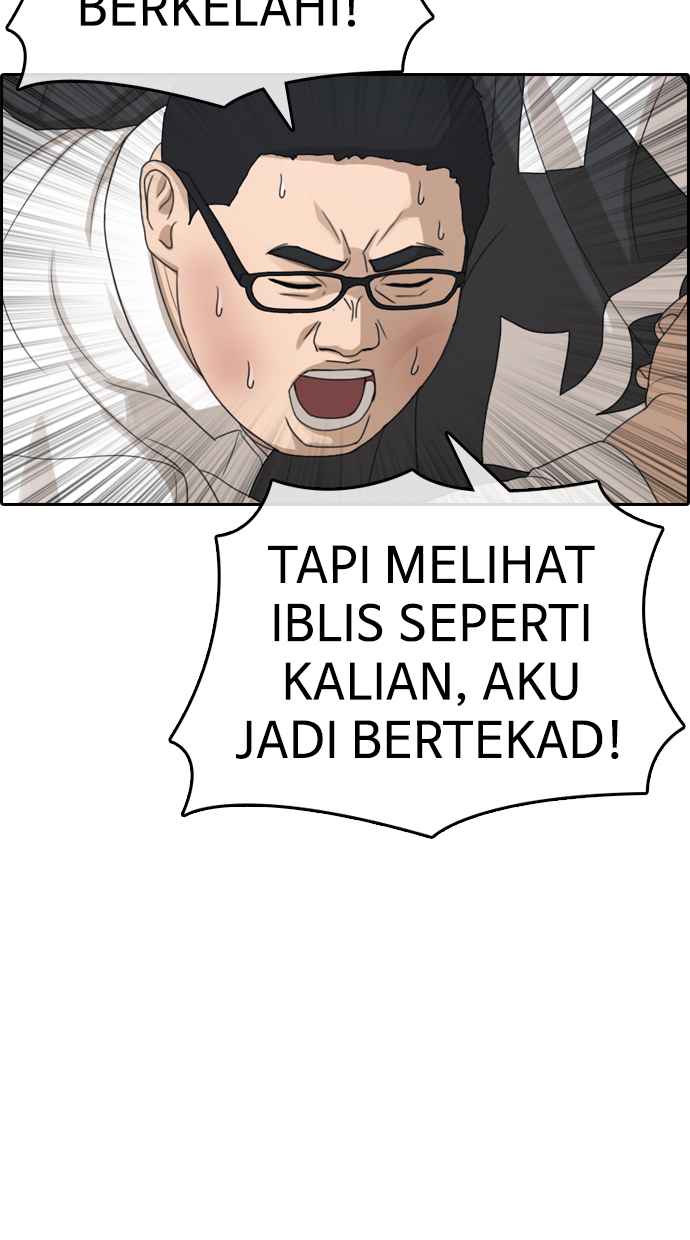 BERKELAHI!
TAPI MELIHAT
IBLIS SEPERTI
KALIAN, AKU
JADI BERTEKAD!